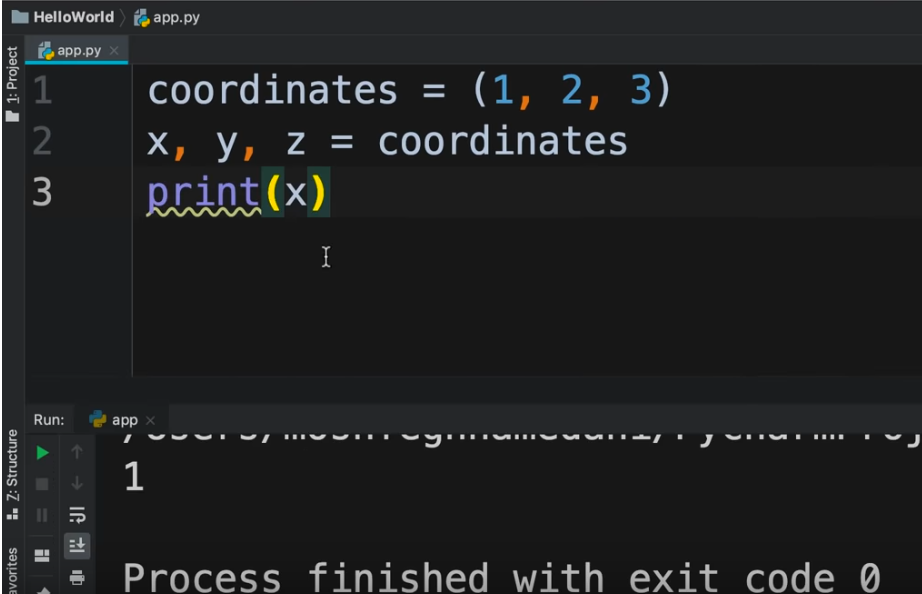 HelloWorld
app.py
app.py
1: Project
1 coordinates = (1, 2, 3)
2 x, y, z = coordinates
3 print(x)
Run: app
1
Process finished with exit code 0
Z: Structure